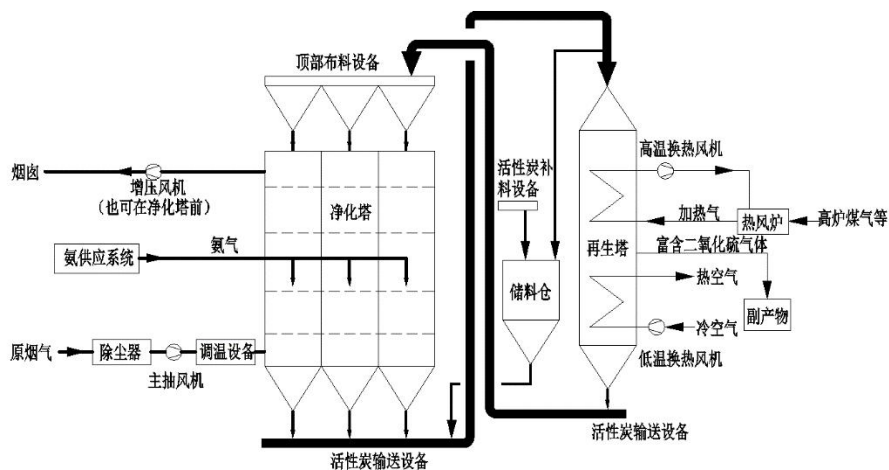 顶部布料设备
烟囱
增压风机
（也可在净化塔前）
净化塔
氨供应系统
氨气
原烟气
除尘器
主抽风机
调温设备
活性炭输送设备
活性炭补
料设备
储料仓
再生塔
高温换热风机
加热气
热风炉
高炉煤气等
富含二氧化硫气体
热空气
副产物
冷空气
低温换热风机
活性炭输送设备